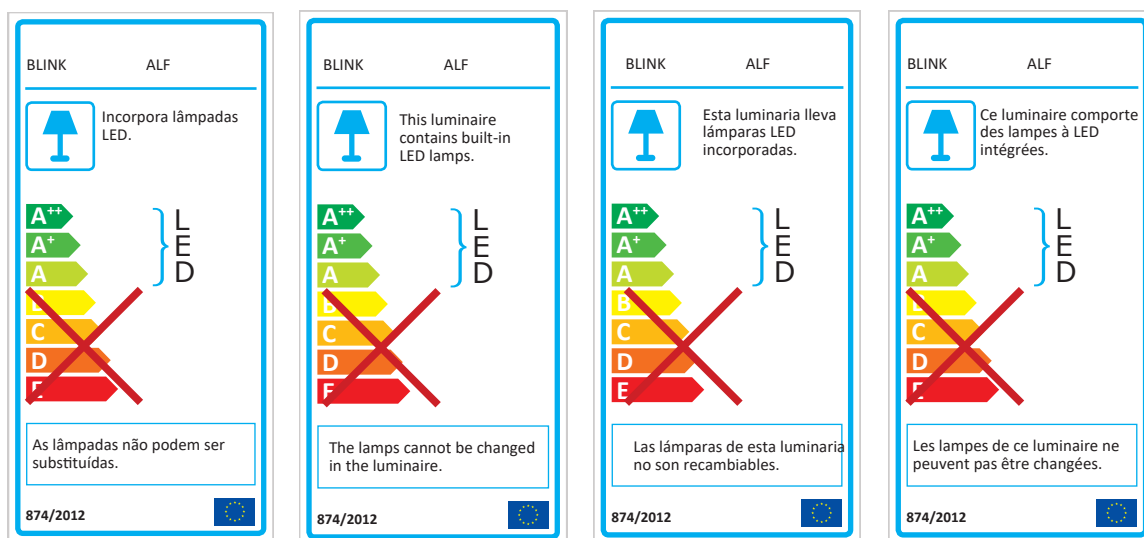 BLINK ALF
Incorpora lâmpadas
LED.
A++
A+
A
B
C
D
E
L
E
D
As lâmpadas não podem ser
substituídas.
874/2012
BLINK ALF
This luminaire
contains built-in
LED lamps.
A++
A+
A
B
C
D
E
L
E
D
The lamps cannot be changed
in the luminaire.
874/2012
BLINK ALF
Esta luminaria lleva
lámparas LED
incorporadas.
A++
A+
A
B
C
D
E
L
E
D
Las lámparas de esta luminaria
no son recambiables.
874/2012
BLINK ALF
Ce luminaire comporte
des lampes à LED
intégrées.
A++
A+
A
B
C
D
E
L
E
D
Les lampes de ce luminaire ne
peuvent pas être changées.
874/2012